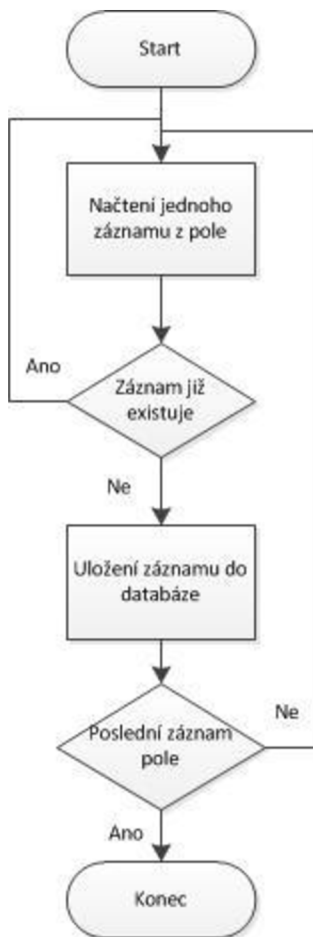 Start
Načtení jednoho
záznamu z pole
Ano
Záznam již
existuje
Ne
Uložení záznamu do
databáze
Poslední záznam
pole
Ne
Ano
Konec